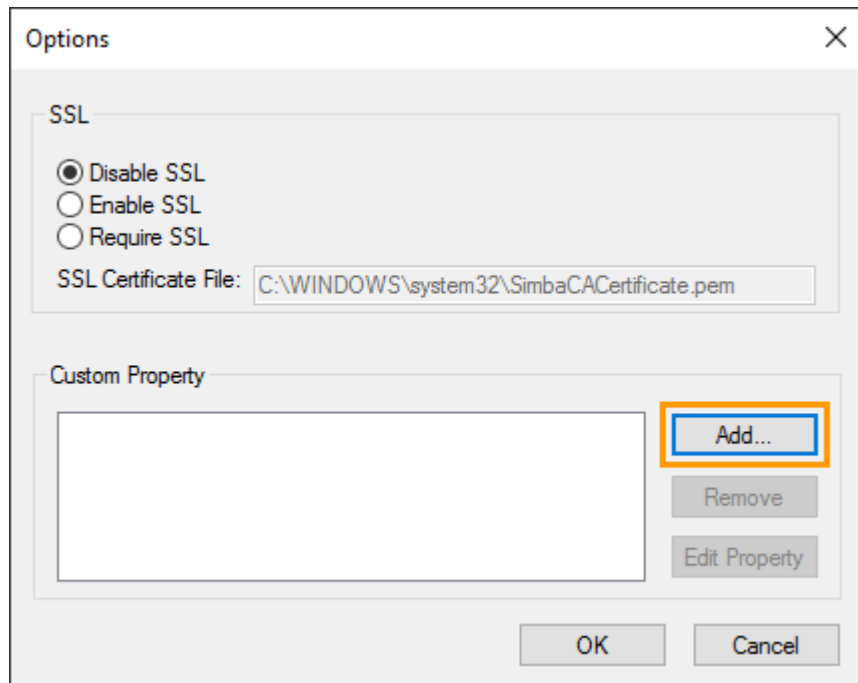 Options
SSL
Disable SSL
Enable SSL
Require SSL
SSL Certificate File: C:\WINDOWS\system32\SimbaCACertificate.pem
Custom Property
Add...
Remove
Edit Property
OK Cancel